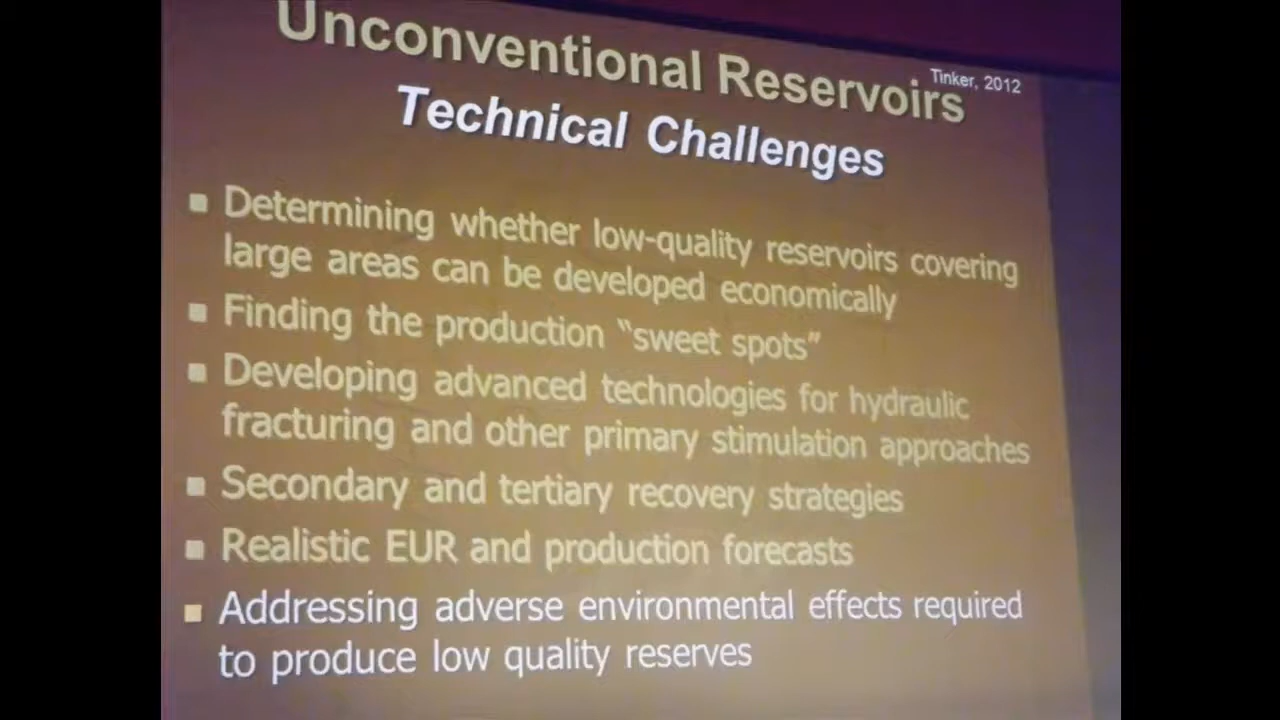 Unconventional Reservoirs
Tinker, 2012
Technical Challenges
■ Determining whether low-quality reservoirs covering
large areas can be developed economically
■ Finding the production “sweet spots”
■ Developing advanced technologies for hydraulic
fracturing and other primary stimulation approaches
■ Secondary and tertiary recovery strategies
■ Realistic EUR and production forecasts
■ Addressing adverse environmental effects required
to produce low quality reserves